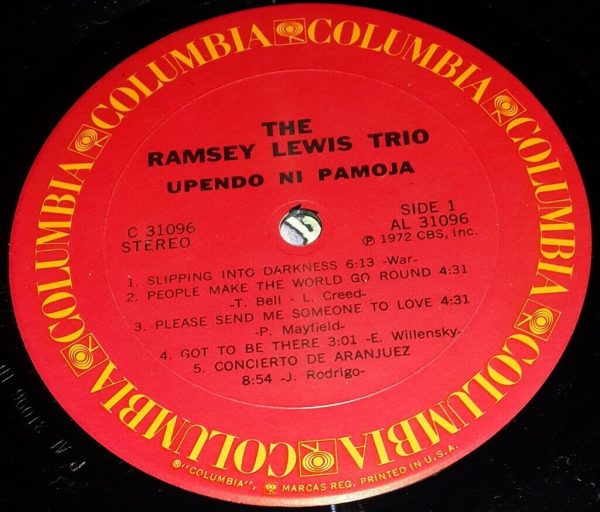 COLUMBIA COLUMBIA COLUMBIA COLUMBIA COLUMBIA COLUMBIA COLUMBIA
THE
RAMSEY LEWIS TRIO
UPENDO NI PAMOJA
C 31096
STEREO
SIDE 1
AL 31096
Ⓟ 1972 CBS, Inc.
1. SLIPPING INTO DARKNESS 6:13 -War-
2. PEOPLE MAKE THE WORLD GO ROUND 4:31
-T. Bell - L. Creed-
3. PLEASE SEND ME SOMEONE TO LOVE 4:31
-P. Mayfield-
4. GOT TO BE THERE 3:01 -E. Willensky-
5. CONCIERTO DE ARANJUEZ
8:54 -J. Rodrigo-
®"COLUMBIA", MARCAS REG. PRINTED IN U.S.A.